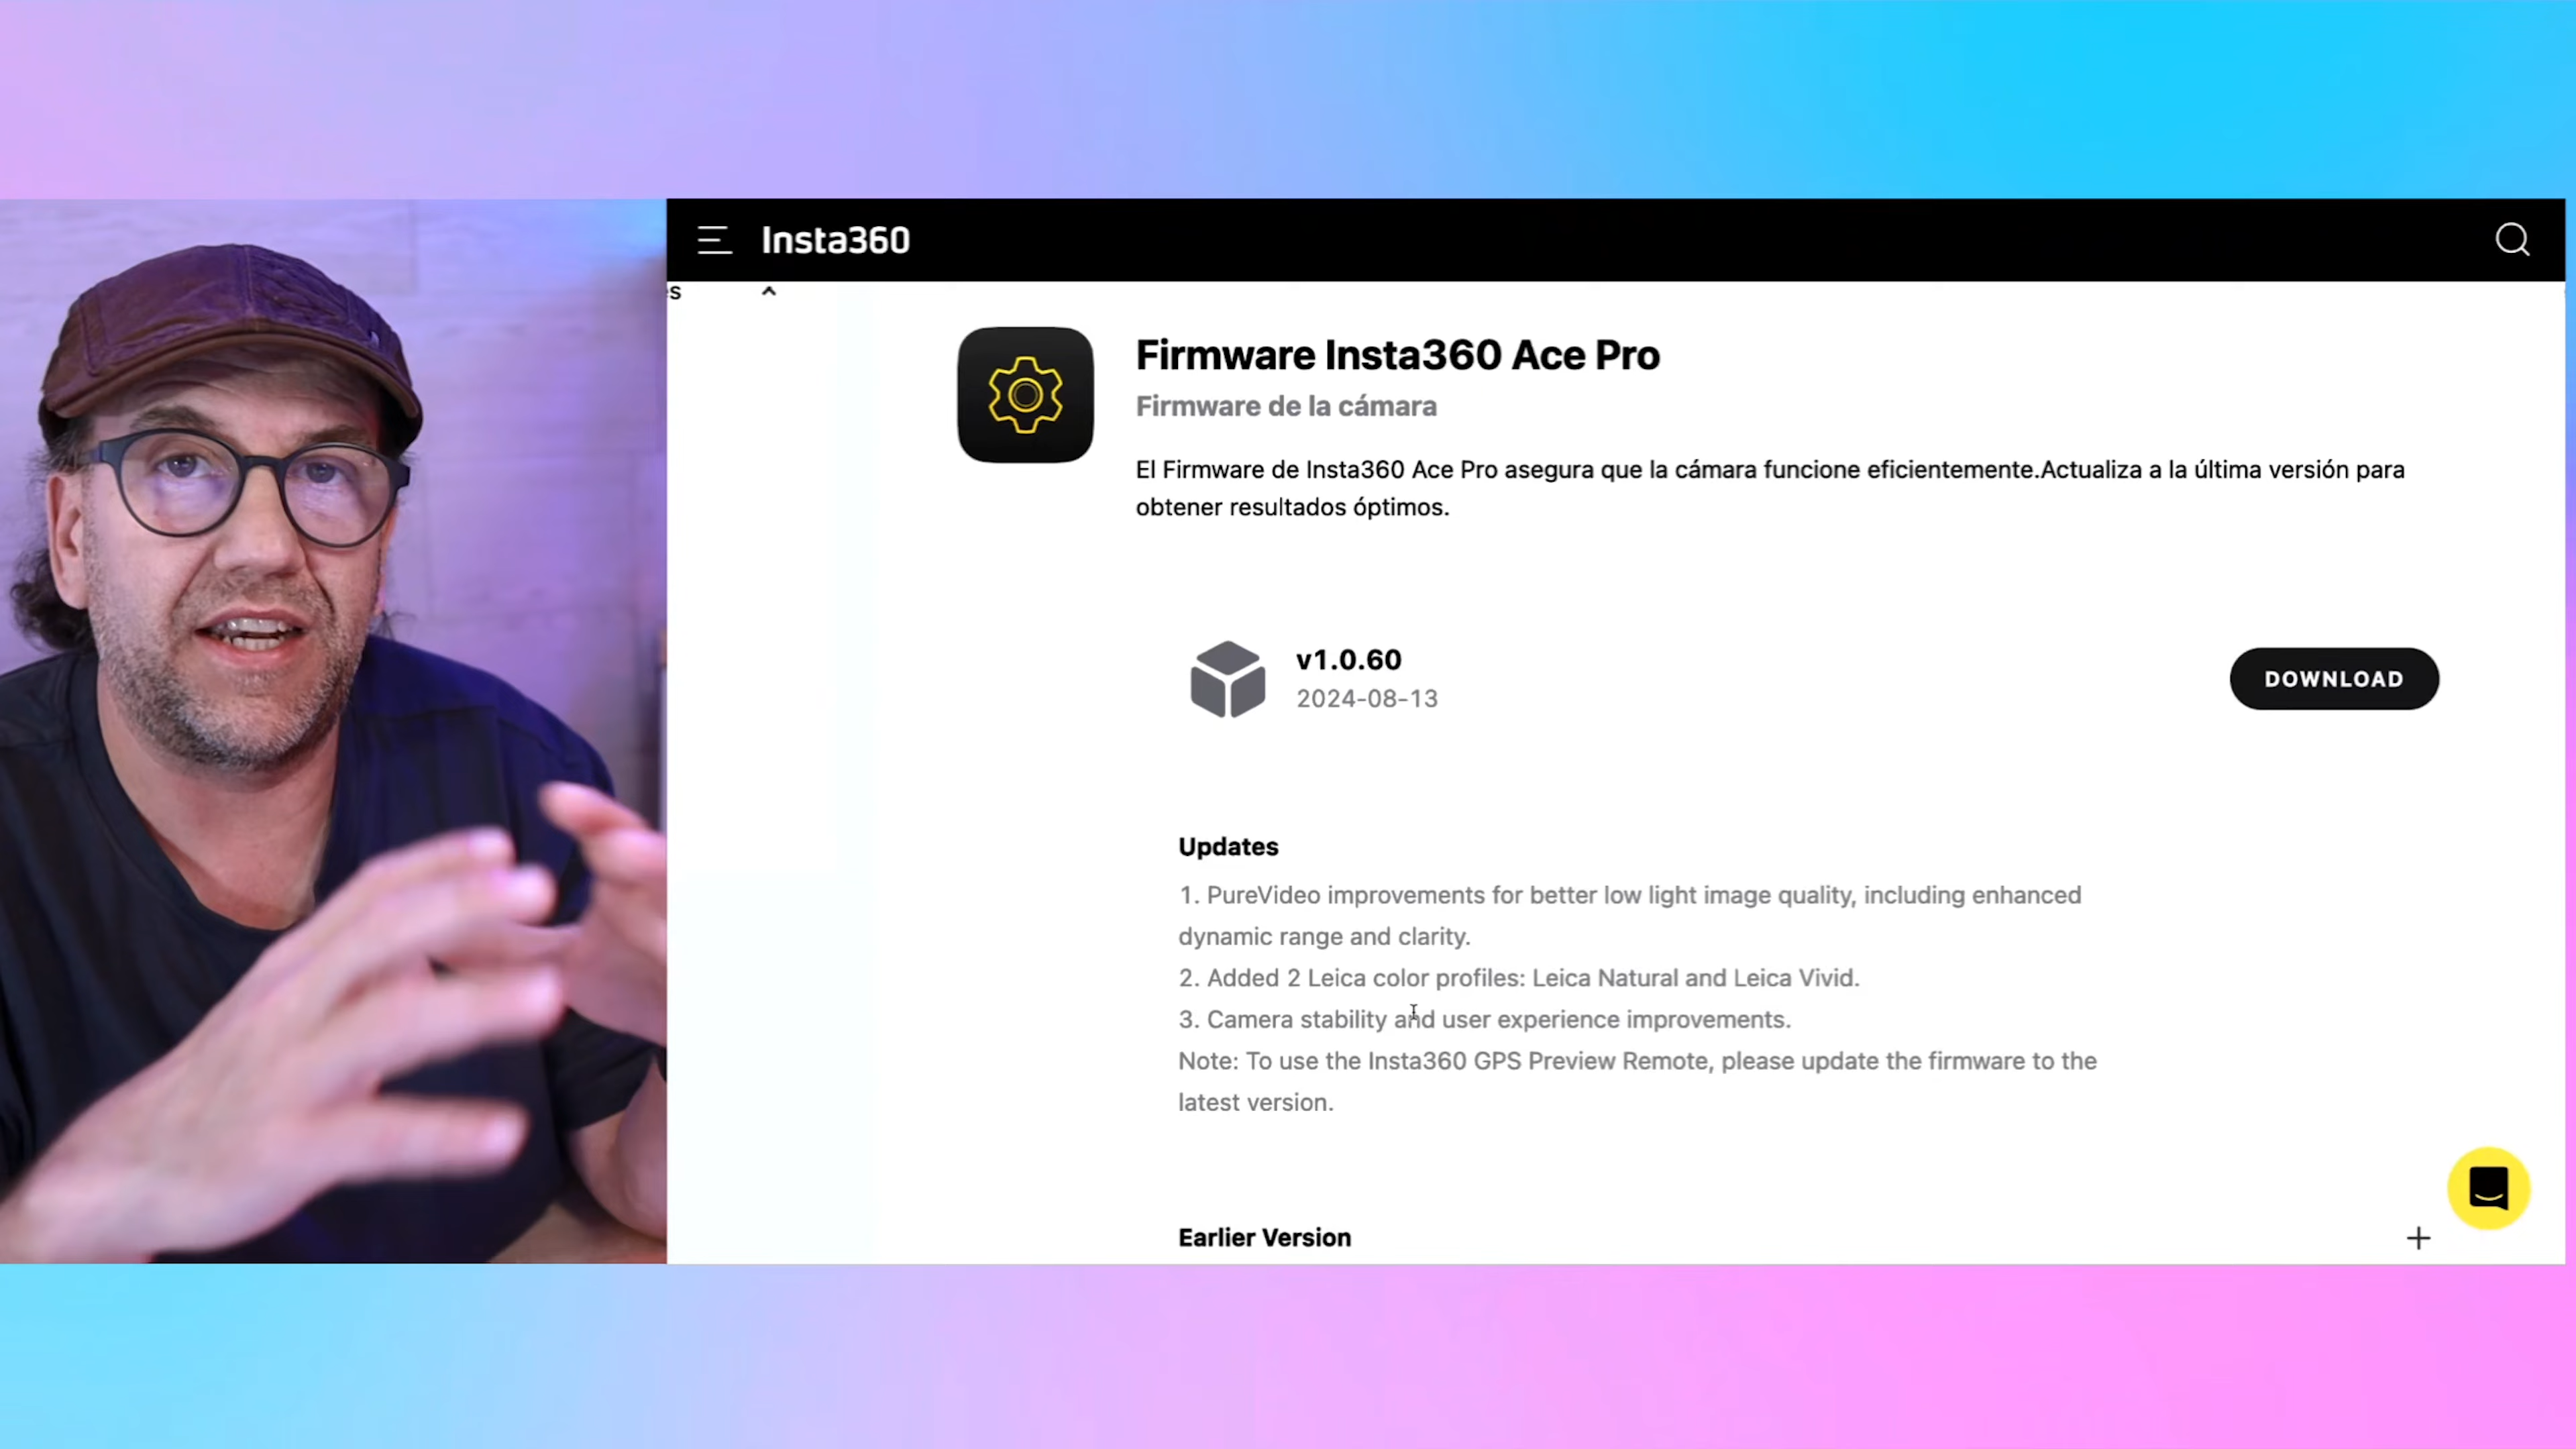 Insta360
s
Firmware Insta360 Ace Pro
Firmware de la cámara
El Firmware de Insta360 Ace Pro asegura que la cámara funcione eficientemente.Actualiza a la última versión para
obtener resultados óptimos.
v1.0.60
2024-08-13
DOWNLOAD
Updates
1. PureVideo improvements for better low light image quality, including enhanced
dynamic range and clarity.
2. Added 2 Leica color profiles: Leica Natural and Leica Vivid.
3. Camera stability and user experience improvements.
Note: To use the Insta360 GPS Preview Remote, please update the firmware to the
latest version.
Earlier Version